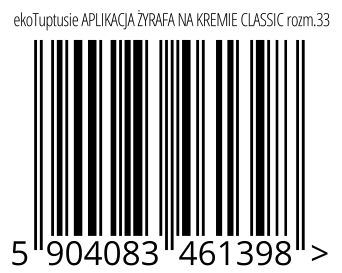 ekoTuptusie APLIKACJA ŻYRAFA NA KREMIE CLASSIC rozm.33
5 904083 461398 >